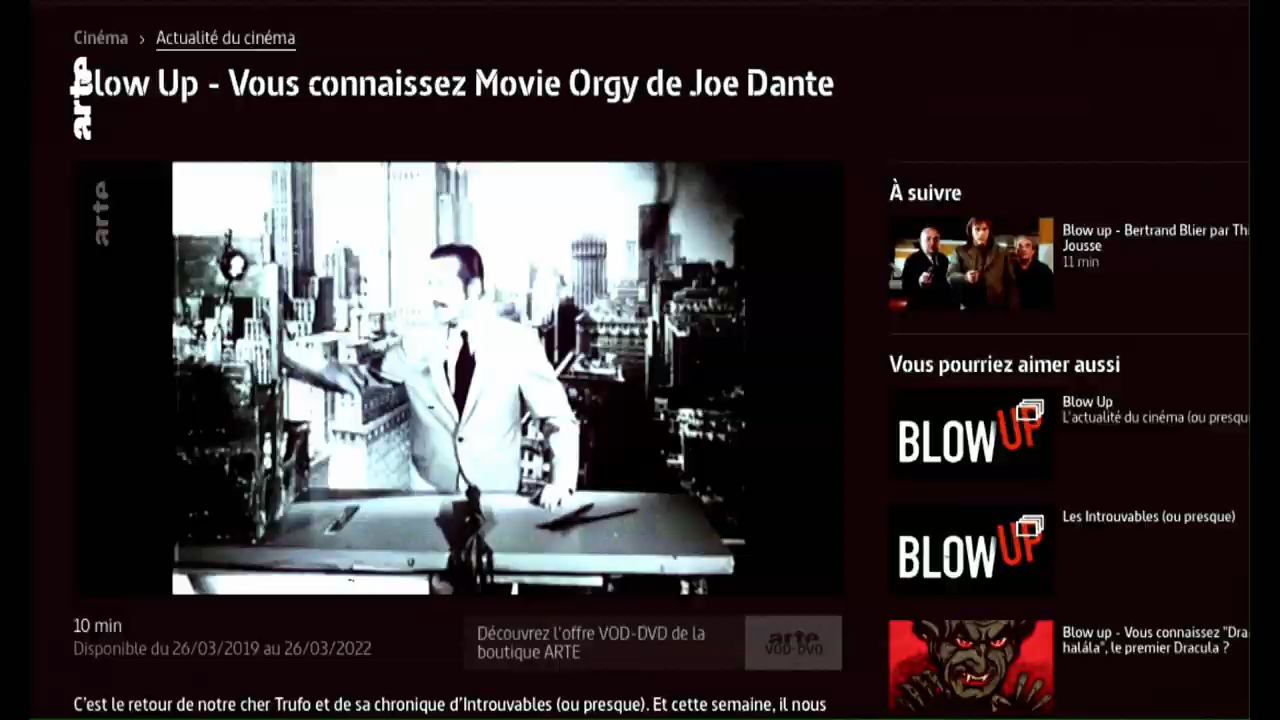 Cinéma > Actualité du cinéma
arte
Blow Up - Vous connaissez Movie Orgy de Joe Dante
arte
10 min
Disponible du 26/03/2019 au 26/03/2022
Découvrez l'offre VOD-DVD de la
boutique ARTE
arte
VOD-DVD
C'est le retour de notre cher Trufo et de sa chronique d'Introuvables (ou presque). Et cette semaine, il nous
À suivre
Blow up - Bertrand Blier par Th
Jousse
11 min
Vous pourriez aimer aussi
BLOW UP
Blow Up
L'actualité du cinéma (ou presqu
BLOW UP
Les Introuvables (ou presque)
Blow up - Vous connaissez "Dra
halála", le premier Dracula ?